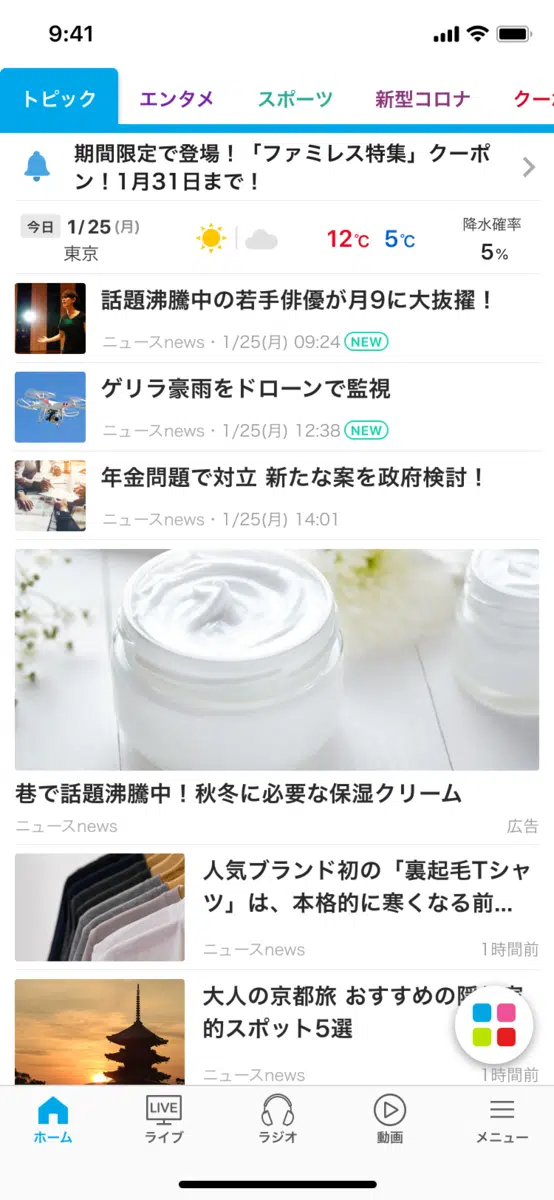 9:41
トピック エンタメ スポーツ 新型コロナ クー
期間限定で登場！「ファミレス特集」クーポ
ン！1月31日まで！
今日 1/25(月) 12℃ 5℃ 降水確率
東京 5%
話題沸騰中の若手俳優が月9に大抜擢！
ニュースnews・1/25(月) 09:24 NEW
ゲリラ豪雨をドローンで監視
ニュースnews・1/25(月) 12:38 NEW
年金問題で対立 新たな案を政府検討！
ニュースnews・1/25(月) 14:01
巷で話題沸騰中！秋冬に必要な保湿クリーム
ニュースnews 広告
人気ブランド初の「裏起毛Tシャ
ツ」は、本格的に寒くなる前...
ニュースnews 1時間前
大人の京都旅 おすすめの
的スポット5選
ニュースnews 1時間前
LIVE
ホーム ライブ ラジオ 動画 メニュー